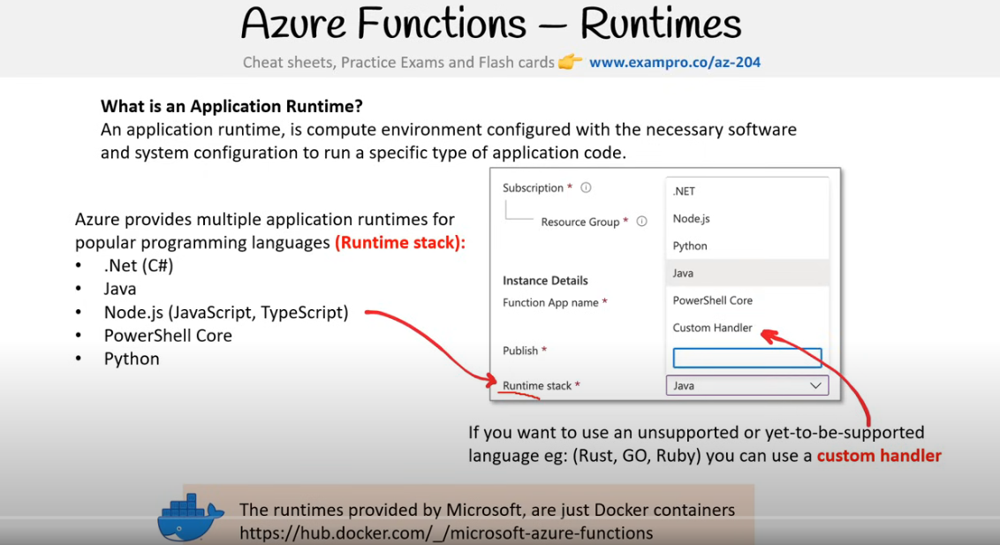 Azure Functions – Runtimes
Cheat sheets, Practice Exams and Flash cards 👉 www.exampro.co/az-204
What is an Application Runtime?
An application runtime, is compute environment configured with the necessary software
and system configuration to run a specific type of application code.
Azure provides multiple application runtimes for
popular programming languages (Runtime stack):
• .Net (C#)
• Java
• Node.js (JavaScript, TypeScript)
• PowerShell Core
• Python
Subscription *
Resource Group *
Instance Details
Function App name *
Publish *
Runtime stack *
.NET
Node.js
Python
Java
PowerShell Core
Custom Handler
Java
If you want to use an unsupported or yet-to-be-supported
language eg: (Rust, GO, Ruby) you can use a custom handler
The runtimes provided by Microsoft, are just Docker containers
https://hub.docker.com/_/microsoft-azure-functions